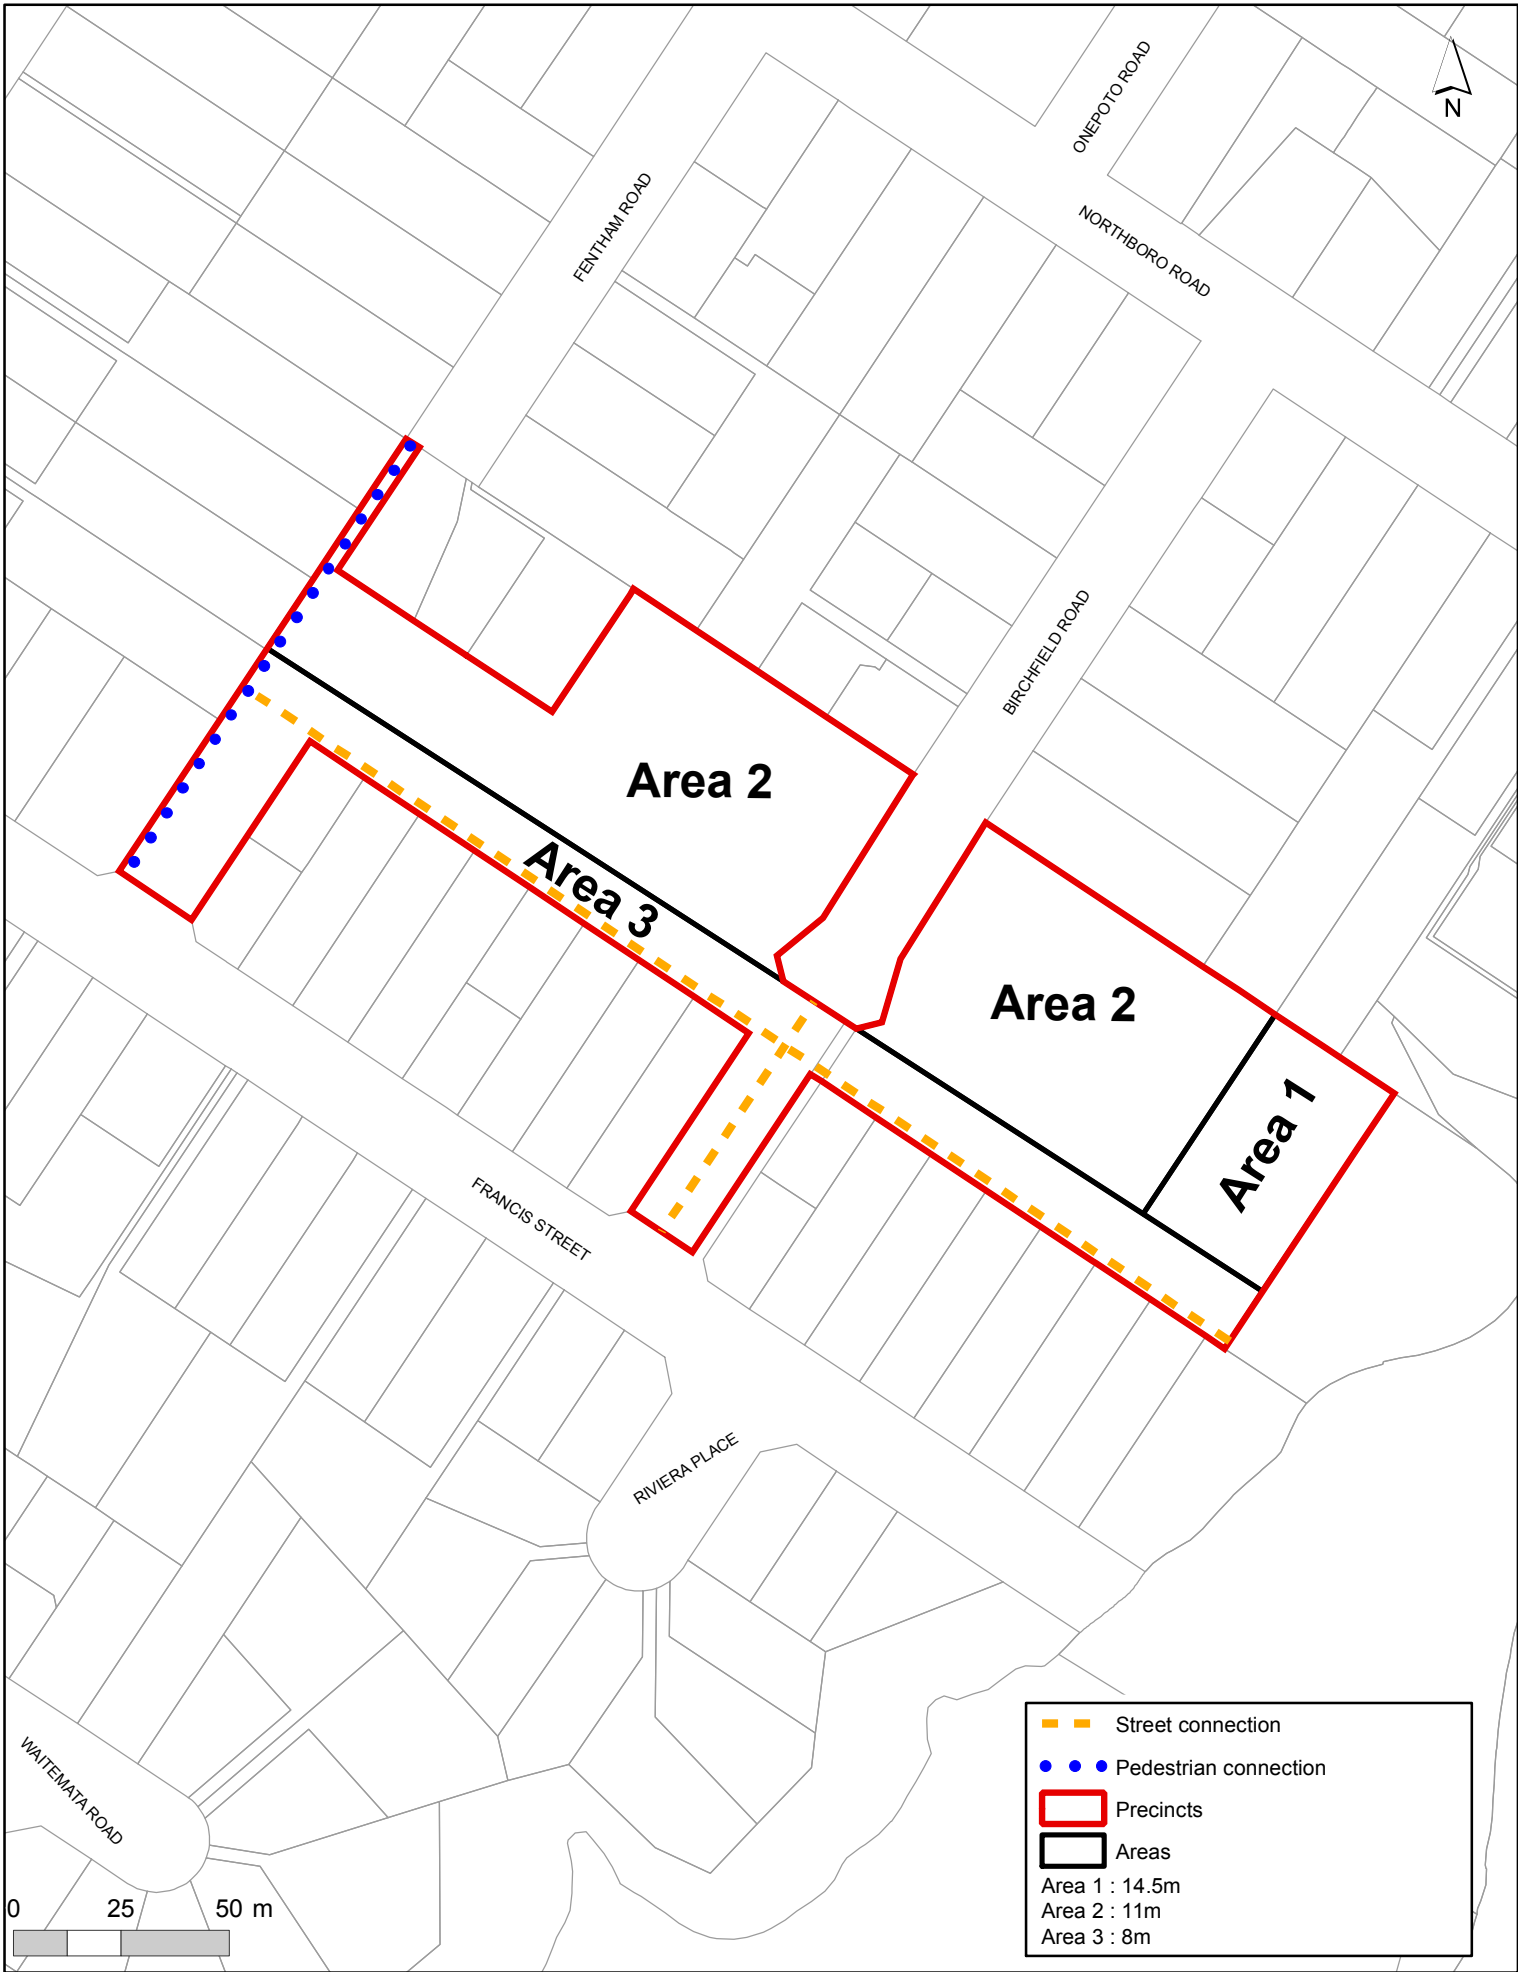 ONEPOTO ROAD
N
FENTHAM ROAD
NORTHBORO ROAD
BIRCHFIELD ROAD
Area 2
Area 3
Area 2
Area 1
FRANCIS STREET
RIVIERA PLACE
WAITEMATA ROAD
0 25 50 m
Street connection
Pedestrian connection
Precincts
Areas
Area 1 : 14.5m
Area 2 : 11m
Area 3 : 8m